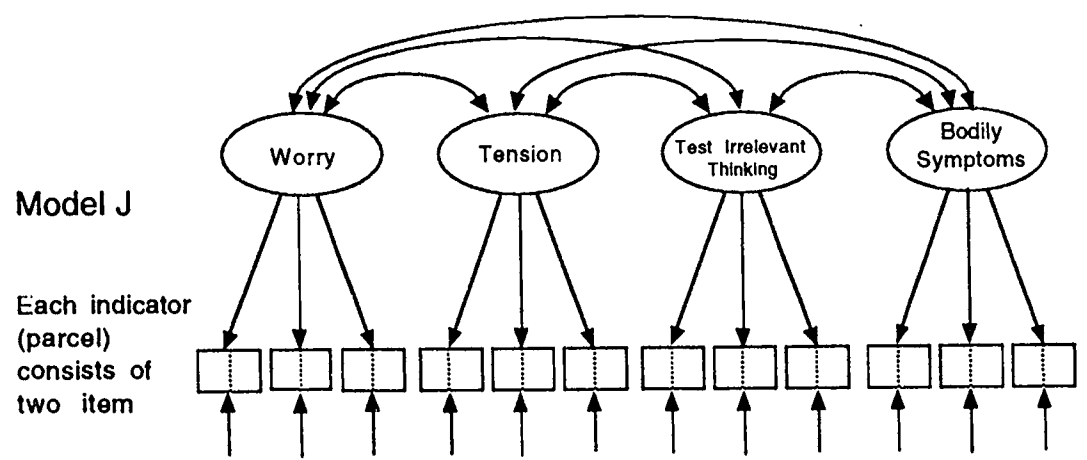 Worry
Tension
Test Irrelevant
Thinking
Bodily
Symptoms
Model J
Each indicator
(parcel)
consists of
two item